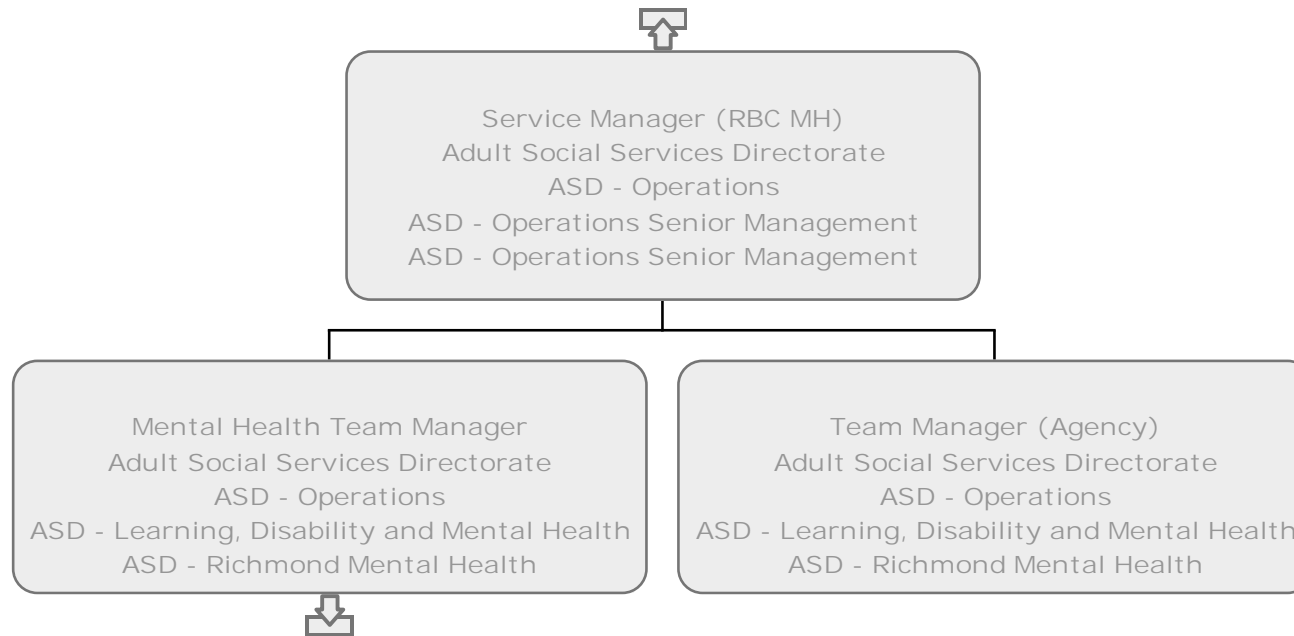 Service Manager (RBC MH)
Adult Social Services Directorate
ASD - Operations
ASD - Operations Senior Management
ASD - Operations Senior Management
Mental Health Team Manager
Adult Social Services Directorate
ASD - Operations
ASD - Learning, Disability and Mental Health
ASD - Richmond Mental Health
Team Manager (Agency)
Adult Social Services Directorate
ASD - Operations
ASD - Learning, Disability and Mental Health
ASD - Richmond Mental Health